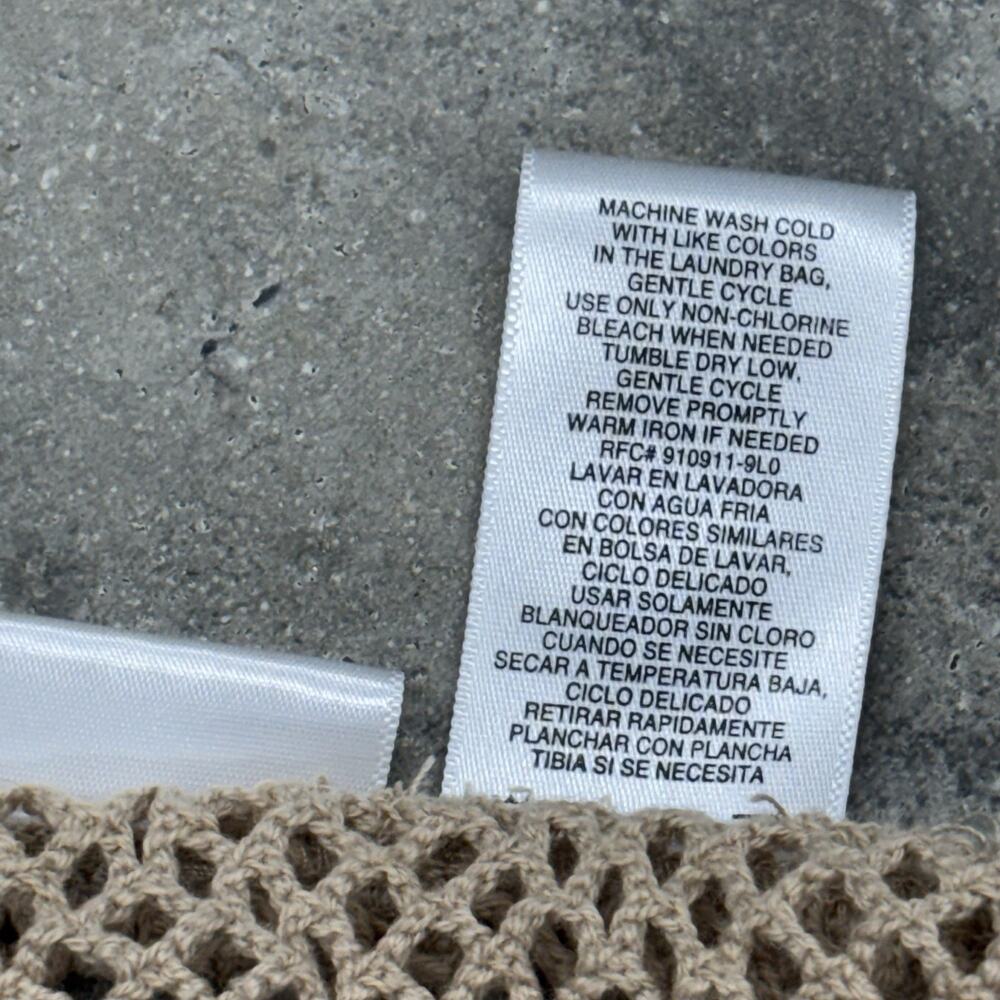 MACHINE WASH COLD
WITH LIKE COLORS
IN THE LAUNDRY BAG,
GENTLE CYCLE
USE ONLY NON-CHLORINE
BLEACH WHEN NEEDED
TUMBLE DRY LOW,
GENTLE CYCLE
REMOVE PROMPTLY
WARM IRON IF NEEDED
RFC# 910911-9L0
LAVAR EN LAVADORA
CON AGUA FRIA
CON COLORES SIMILARES
EN BOLSA DE LAVAR,
CICLO DELICADO
USAR SOLAMENTE
BLANQUEADOR SIN CLORO
CUANDO SE NECESITE
SECAR A TEMPERATURA BAJA,
CICLO DELICADO
RETIRAR RAPIDAMENTE
PLANCHAR CON PLANCHA
TIBIA SI SE NECESITA